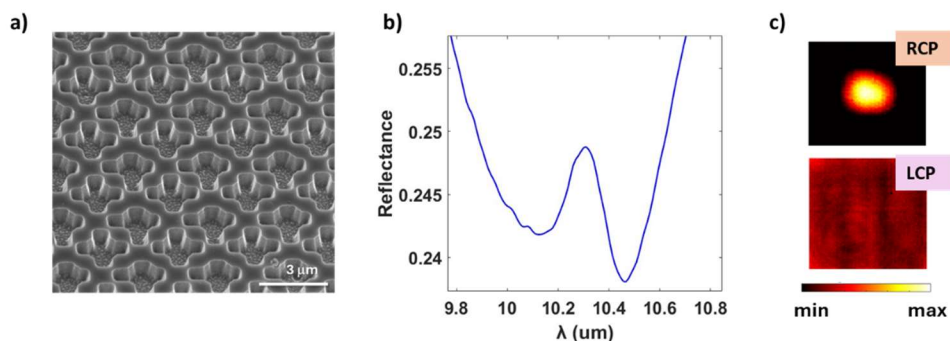 a)
3 μm
b)
0.255
0.25
0.245
0.24
Reflectance
9.8 10 10.2 10.4 10.6 10.8
λ (um)
c)
RCP
LCP
min max